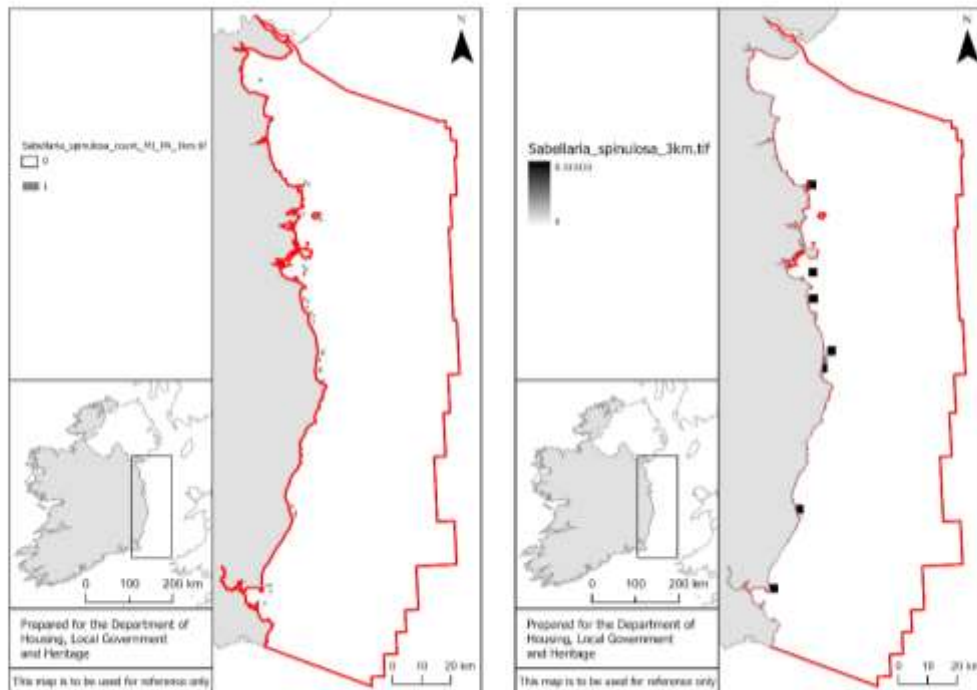 N
0
1
0 100 200 km
Prepared for the Department of
Housing, Local Government
and Heritage
This map is to be used for reference only
0 20 km
N
Sabellaria_spinulosa_3km.tif
0
0 100 200 km
Prepared for the Department of
Housing, Local Government
and Heritage
This map is to be used for reference only
0 20 km